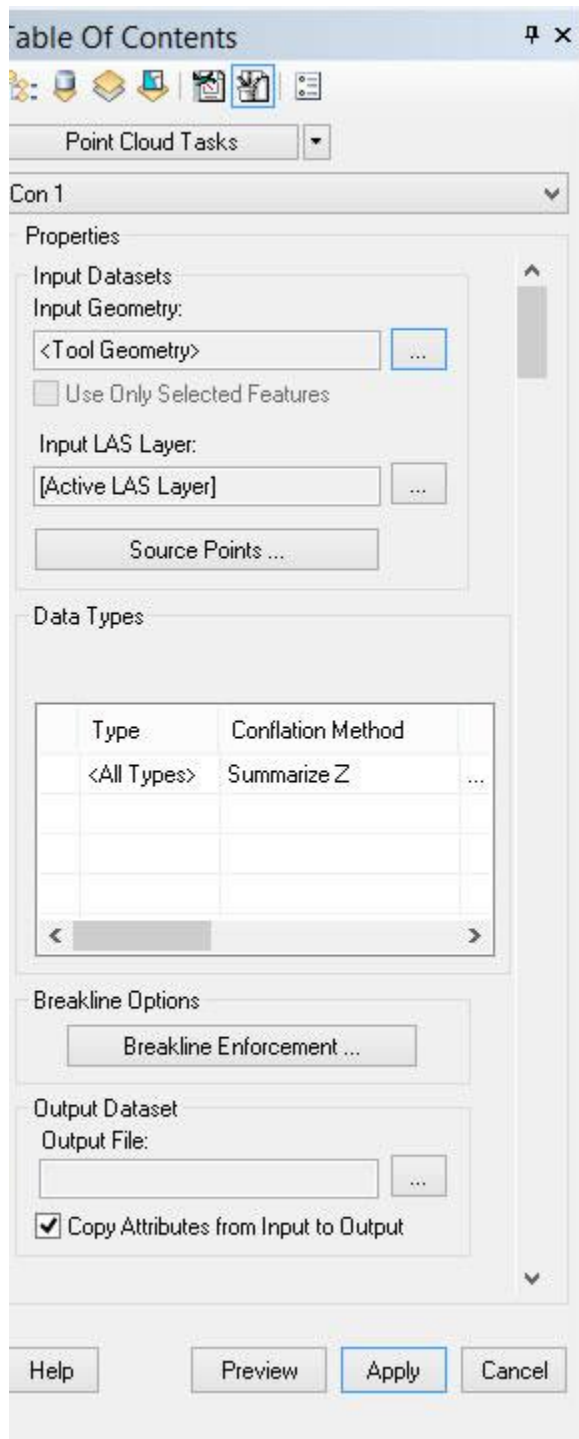 Table Of Contents
Point Cloud Tasks
Con 1
Properties
Input Datasets
Input Geometry:
<Tool Geometry>
...
Use Only Selected Features
Input LAS Layer:
[Active LAS Layer]
...
Source Points ...
Data Types
Type Conflation Method
<All Types> Summarize Z ...
Breakline Options
Breakline Enforcement ...
Output Dataset
Output File:
...
Copy Attributes from Input to Output
Help Preview Apply Cancel